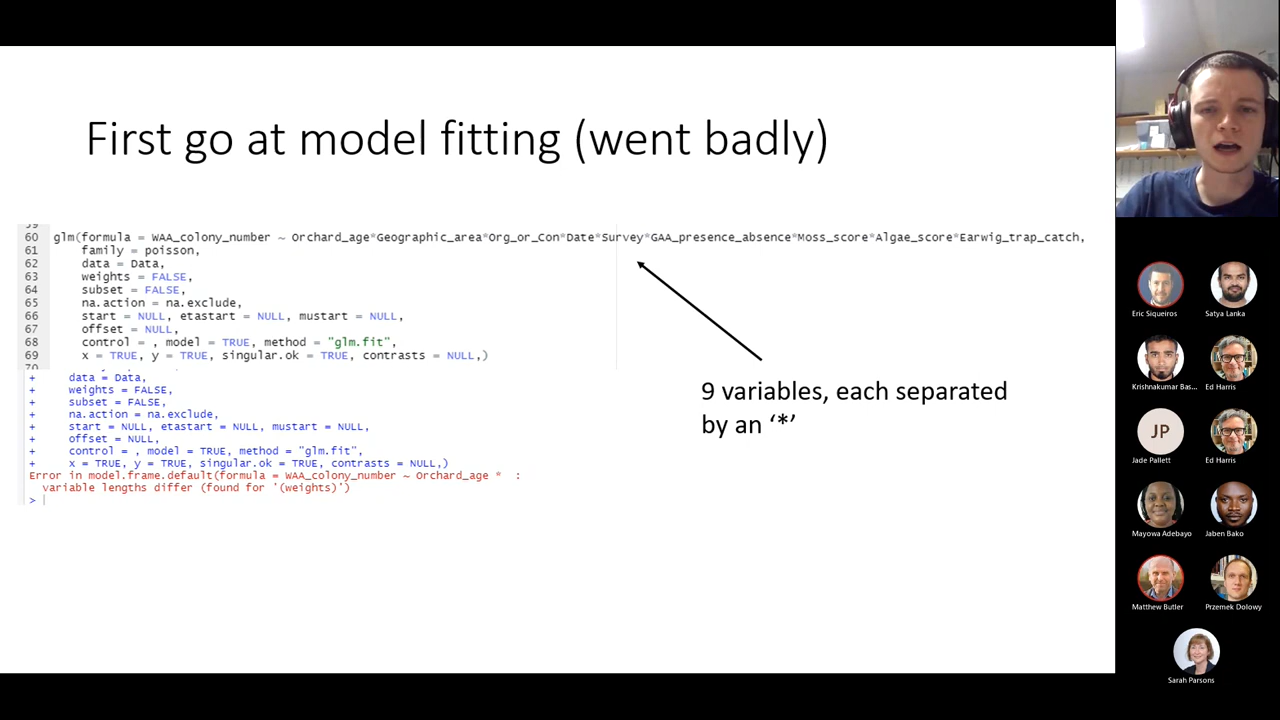 First go at model fitting (went badly)
60 glm(formula = WAA_colony_number ~ Orchard_age*Geographic_area*Org_or_Con*Date*Survey*GAA_presence_absence*Moss_score*Algae_score*Earwig_trap_catch,
61 family = poisson,
62 data = Data,
63 weights = FALSE,
64 subset = FALSE,
65 na.action = na.exclude,
66 start = NULL, etastart = NULL, mustart = NULL,
67 offset = NULL,
68 control = , model = TRUE, method = "glm.fit",
69 x = TRUE, y = TRUE, singular.ok = TRUE, contrasts = NULL,)
+ data = Data,
+ weights = FALSE,
+ subset = FALSE,
+ na.action = na.exclude,
+ start = NULL, etastart = NULL, mustart = NULL,
+ offset = NULL,
+ control = , model = TRUE, method = "glm.fit",
+ x = TRUE, y = TRUE, singular.ok = TRUE, contrasts = NULL,)
Error in model.frame.default(formula = WAA_colony_number ~ Orchard_age * :
variable lengths differ (found for '(weights)')
>
9 variables, each separated
by an ‘*’
Eric Siqueiros
Satya Lanka
Krishnakumar Bas...
Ed Harris
JP
Jade Pallett
Ed Harris
Mayowa Adebayo
Jaben Bako
Matthew Butler
Przemek Dolowy
Sarah Parsons